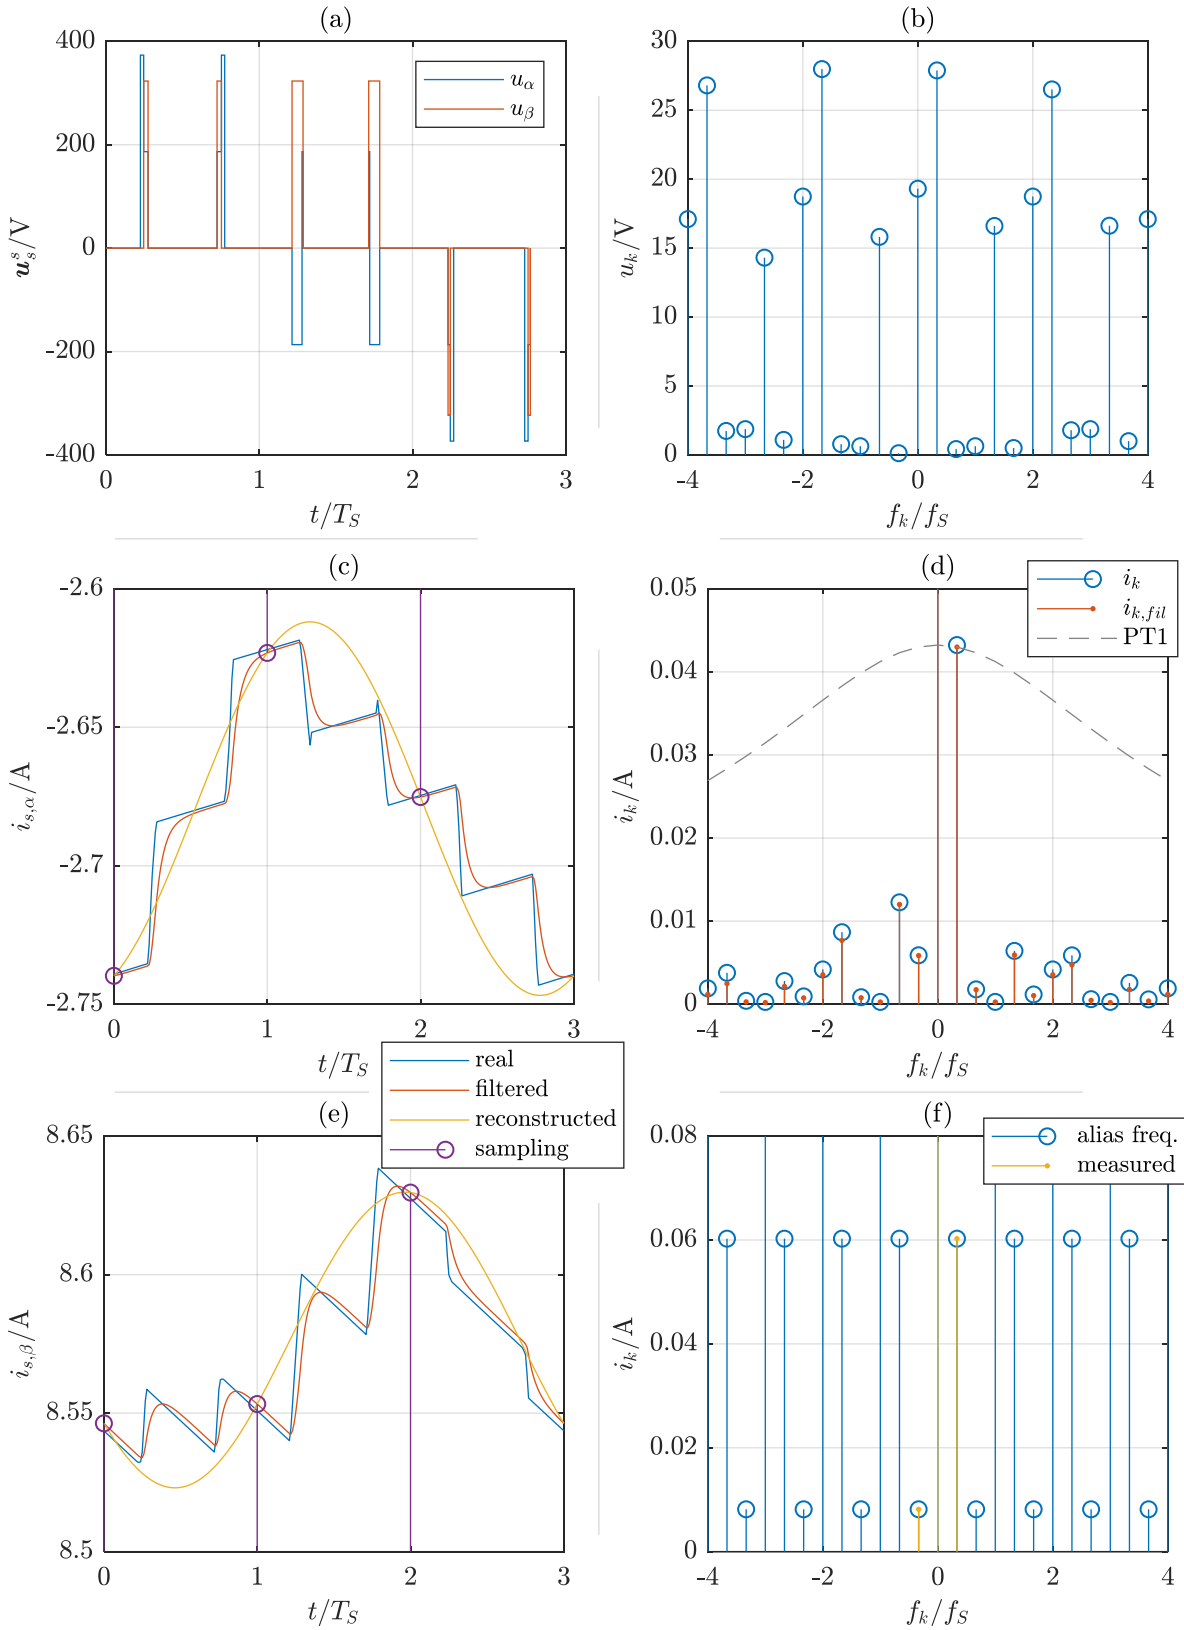 (a)
400
200
0
-200
-400
0
1
2
3
u_α
u_β
u_s^s/V
t/T_S
(b)
30
25
20
15
10
5
0
-4
-2
0
2
4
u_k/V
f_k/f_S
(c)
-2.6
-2.65
-2.7
-2.75
0
1
2
3
i_{s,α}/A
t/T_S
(d)
0.05
0.04
0.03
0.02
0.01
0
-4
-2
0
2
4
i_k
i_{k,fil}
PT1
i_k/A
f_k/f_S
(e)
8.65
8.6
8.55
8.5
0
1
2
3
real
filtered
reconstructed
sampling
i_{s,β}/A
t/T_S
(f)
0.08
0.06
0.04
0.02
0
-4
-2
0
2
4
alias freq.
measured
i_k/A
f_k/f_S